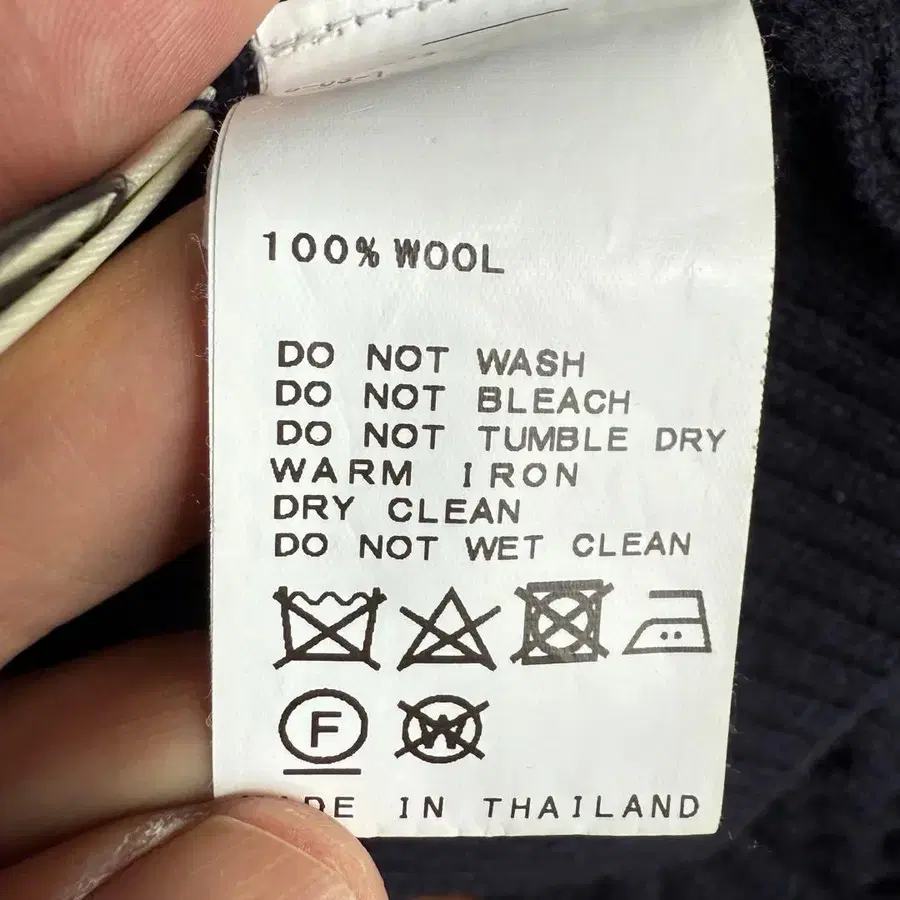 100% WOOL
DO NOT WASH
DO NOT BLEACH
DO NOT TUMBLE DRY
WARM IRON
DRY CLEAN
DO NOT WET CLEAN
F W
DE IN THAILAND